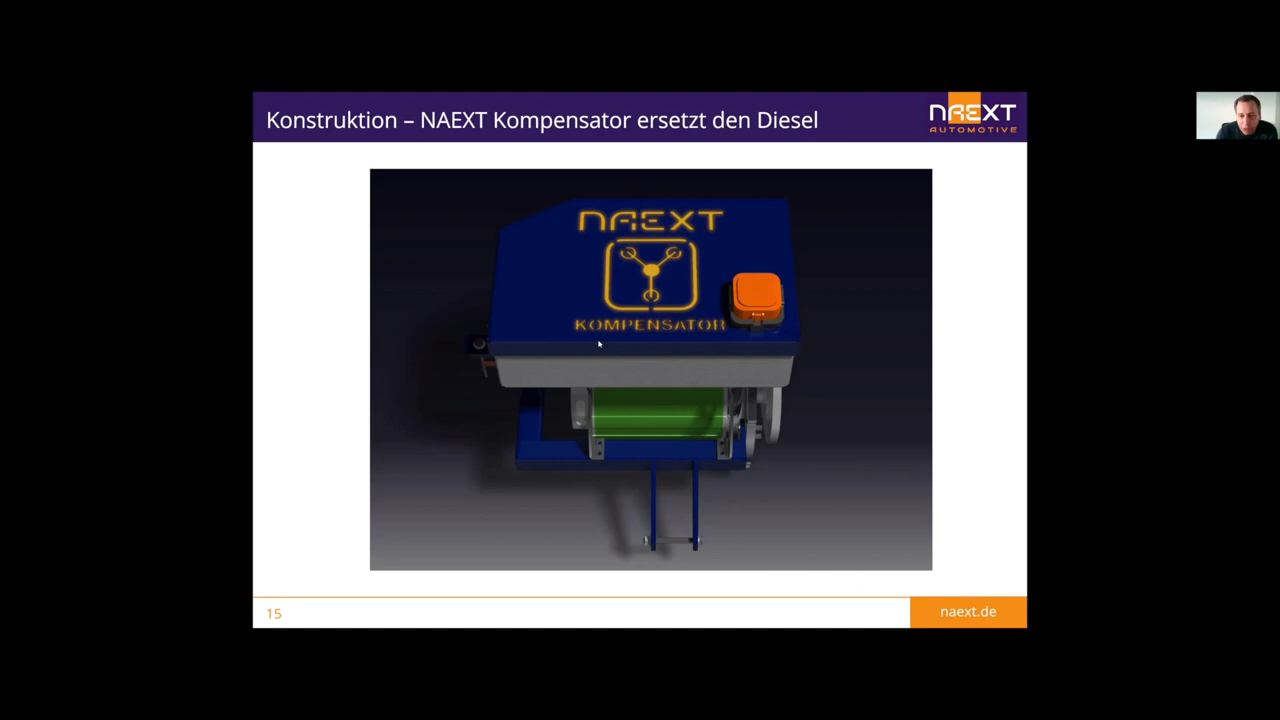 Konstruktion – NAEXT Kompensator ersetzt den Diesel
NAEXT
AUTOMOTIVE
NAEXT
KOMPENSATOR
15
naext.de